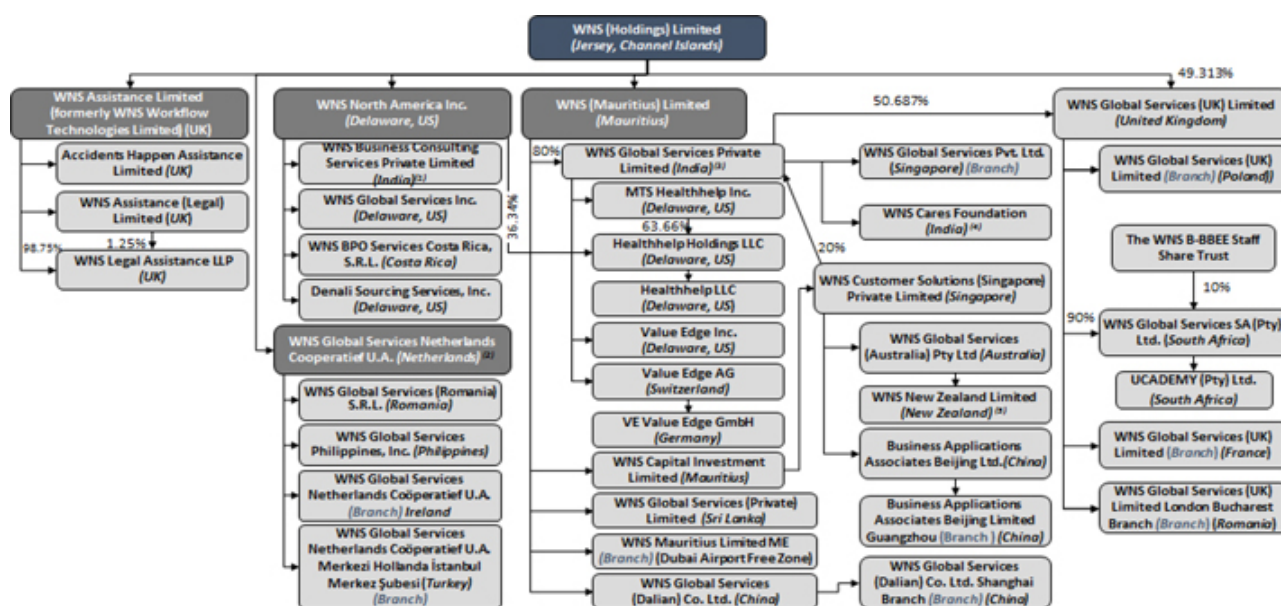 WNS (Holdings) Limited
(Jersey, Channel Islands)
49.313%
WNS Assistance Limited
(formerly WNS Workflow
Technologies Limited) (UK)
Accidents Happen Assistance
Limited (UK)
WNS Assistance (Legal)
Limited (UK)
98.75%
1.25%
WNS Legal Assistance LLP
(UK)
WNS North America Inc.
(Delaware, US)
WNS Business Consulting
Services Private Limited
(India)(1)
WNS Global Services Inc.
(Delaware, US)
WNS BPO Services Costa Rica,
S.R.L. (Costa Rica)
Denali Sourcing Services, Inc.
(Delaware, US)
36.34%
WNS Global Services Netherlands
Cooperatief U.A. (Netherlands) (2)
WNS Global Services (Romania)
S.R.L. (Romania)
WNS Global Services
Philippines, Inc. (Philippines)
WNS Global Services
Netherlands Coöperatief U.A.
(Branch) Ireland
WNS Global Services
Netherlands Coöperatief U.A.
Merkezi Hollanda İstanbul
Merkez Şubesi (Turkey)
(Branch)
WNS (Mauritius) Limited
(Mauritius)
80%
WNS Global Services Private
Limited (India)
MTS Healthhelp Inc.
(Delaware, US)
63.66%
Healthhelp Holdings LLC
(Delaware, US)
Healthhelp LLC
(Delaware, US)
Value Edge Inc.
(Delaware, US)
Value Edge AG
(Switzerland)
VE Value Edge GmbH
(Germany)
WNS Capital Investment
Limited (Mauritius)
WNS Global Services (Private)
Limited (Sri Lanka)
WNS Mauritius Limited ME
(Branch) (Dubai Airport Free Zone)
WNS Global Services
(Dalian) Co. Ltd. (China)
50.687%
WNS Global Services Pvt. Ltd.
(Singapore) (Branch)
WNS Cares Foundation
(India)
20%
WNS Customer Solutions (Singapore)
Private Limited (Singapore)
WNS Global Services
(Australia) Pty Ltd (Australia)
WNS New Zealand Limited
(New Zealand)
Business Applications
Associates Beijing Ltd.(China)
Business Applications
Associates Beijing Limited
Guangzhou (Branch ) (China)
WNS Global Services
(Dalian) Co. Ltd. Shanghai
Branch (Branch) (China)
WNS Global Services (UK) Limited
(United Kingdom)
WNS Global Services (UK)
Limited (Branch) (Poland))
The WNS B-BBEE Staff
Share Trust
10%
90%
WNS Global Services SA (Pty)
Ltd. (South Africa)
UCADEMY (Pty) Ltd.
(South Africa)
WNS Global Services (UK)
Limited (Branch) (France)
WNS Global Services (UK)
Limited London Bucharest
Branch (Branch) (Romania)